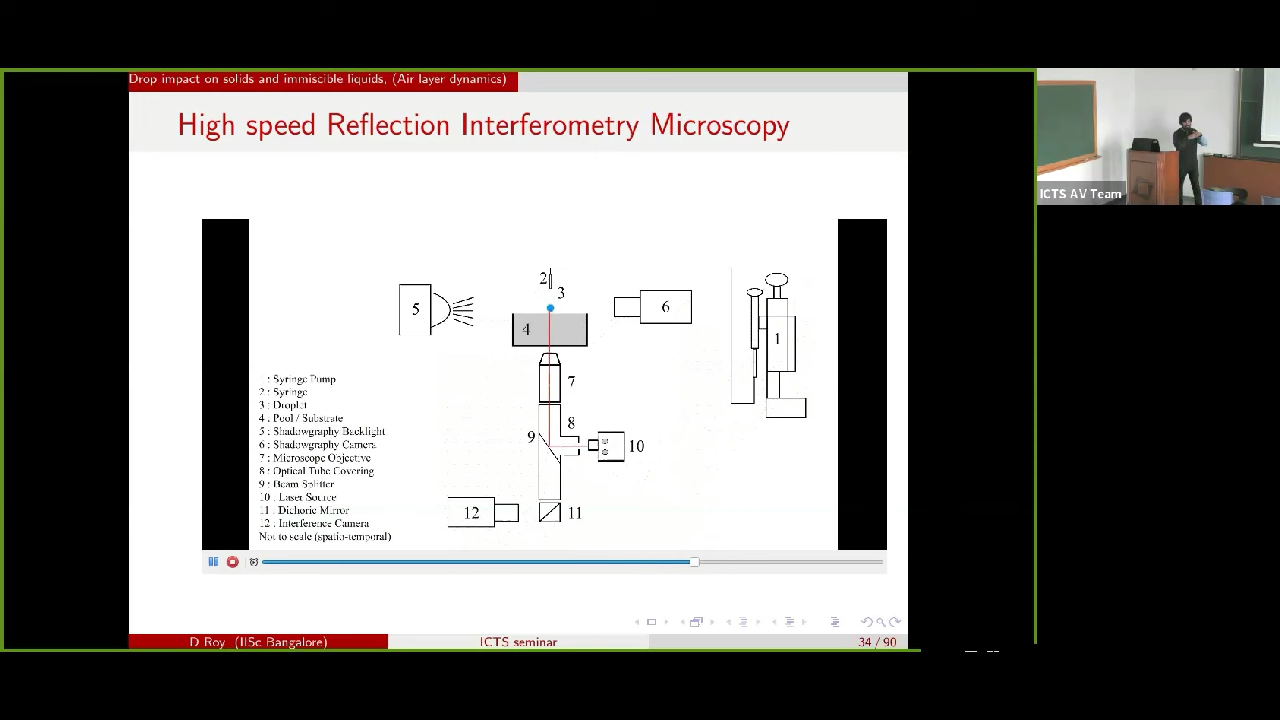 Drop impact on solids and immiscible liquids, (Air layer dynamics)
High speed Reflection Interferometry Microscopy
ICTS AV Team
2
3
5
6
4
1
7
8
9
10
12
11
: Syringe Pump
2 : Syringe
3 : Droplet
4 : Pool / Substrate
5 : Shadowgraphy Backlight
6 : Shadowgraphy Camera
7 : Microscope Objective
8 : Optical Tube Covering
9 : Beam Splitter
10 : Laser Source
11 : Dichoric Mirror
12 : Interference Camera
Not to scale (spatio-temporal)
D Roy (IISc Bangalore)
ICTS seminar
34 / 90